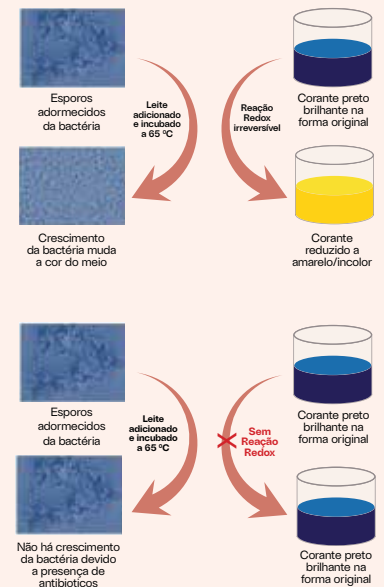 Esporos
adormecidos
da bactéria
Leite
adicionado
e incubado
a 65 ºC
Reação
Redox
irreversível
Corante preto
brilhante na
forma original
Crescimento
da bactéria muda
a cor do meio
Corante
reduzido a
amarelo/incolor
Esporos
adormecidos
da bactéria
Leite
adicionado
e incubado
a 65 ºC
Sem
Reação
Redox
Corante preto
brilhante na
forma original
Não há crescimento
da bactéria devido
a presença de
antibioticos
Corante preto
brilhante na
forma original